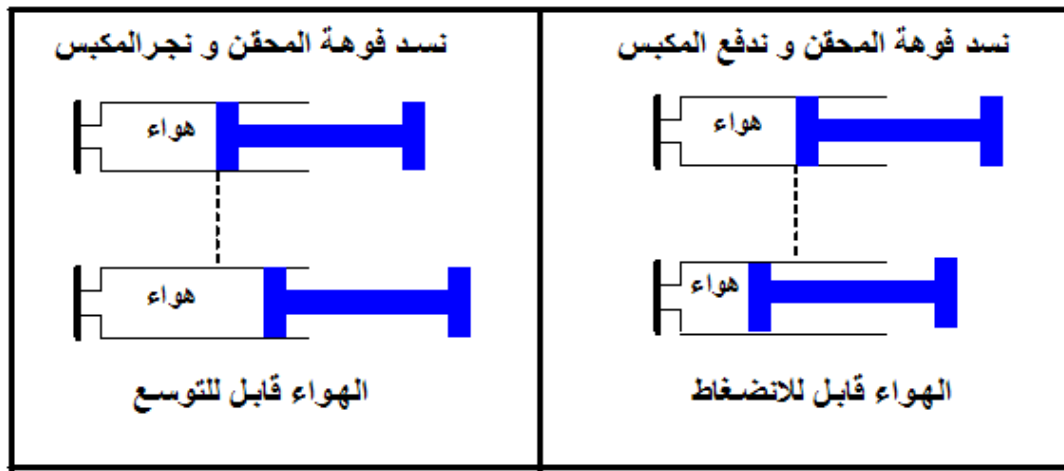 نسد فوهة المحقن و ندفع المكبس
هواء
هواء
الهواء قابل للانضغاط
نسد فوهة المحقن و نجرالمكبس
هواء
هواء
الهواء قابل للتوسع